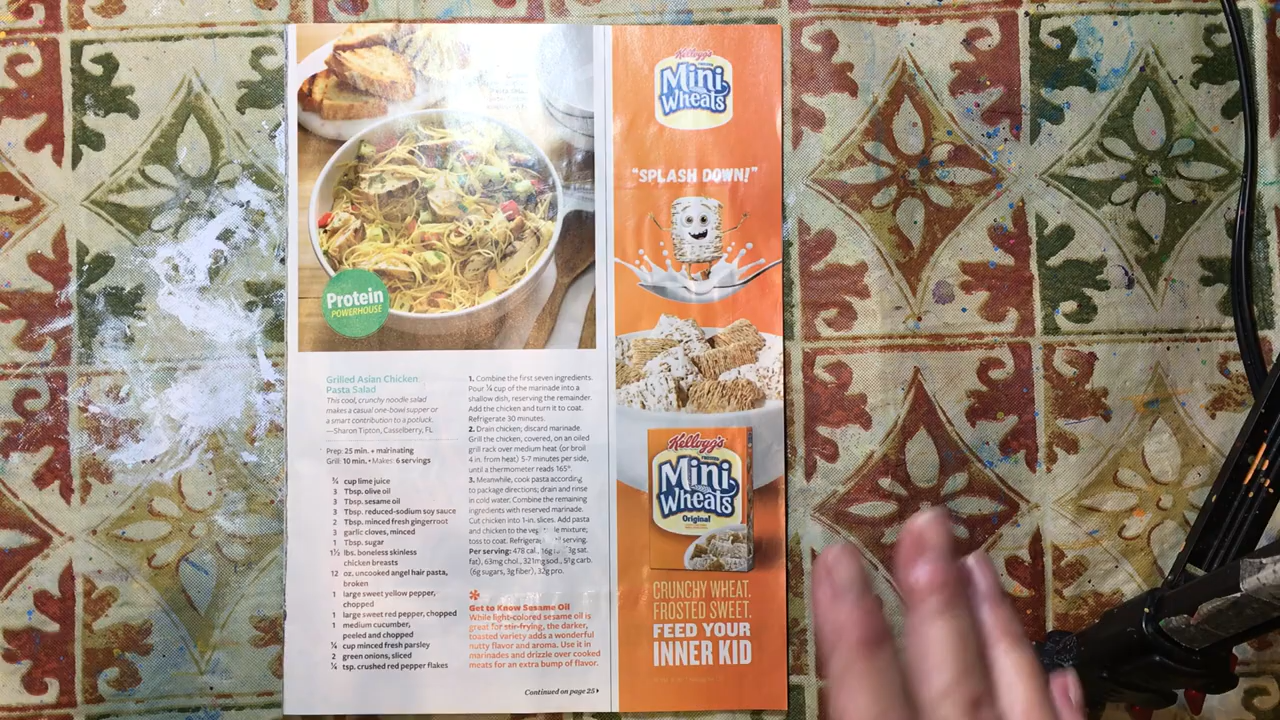 Protein
POWERHOUSE
Grilled Asian Chicken
Pasta Salad
This cool, crunchy noodle salad
makes a casual one-bowl supper or
a smart contribution to a potluck.
—Sharon Tipton, Casselberry, FL
Prep: 25 min. + marinating
Grill: 10 min. • Makes: 6 servings
¾ cup lime juice
3 Tbsp. olive oil
3 Tbsp. sesame oil
3 Tbsp. reduced-sodium soy sauce
2 Tbsp. minced fresh gingerroot
3 garlic cloves, minced
1 Tbsp. sugar
1½ lbs. boneless skinless
chicken breasts
12 oz. uncooked angel hair pasta,
broken
1 large sweet yellow pepper,
chopped
1 large sweet red pepper, chopped
1 medium cucumber,
peeled and chopped
¼ cup minced fresh parsley
2 green onions, sliced
¼ tsp. crushed red pepper flakes
1. Combine the first seven ingredients.
Pour ¼ cup of the marinade into a
shallow dish, reserving the remainder.
Add the chicken and turn it to coat.
Refrigerate 30 minutes.
2. Drain chicken, discard marinade.
Grill the chicken, covered, on an oiled
grill rack over medium heat (or broil
4 in. from heat) 5-7 minutes per side,
until a thermometer reads 165°.
3. Meanwhile, cook pasta according
to package directions; drain and rinse
in cold water. Combine the remaining
ingredients with reserved marinade.
Cut chicken into 1-in. slices. Add pasta
and chicken to the mixture,
toss to coat. Refrigerate serving.
Per serving: 478 cal., 16g 3g sat.
fat), 63mg chol., 321mg sod., 51g carb.
(6g sugars, 3g fiber), 32g pro.
*
Get to Know Sesame Oil
While light-colored sesame oil is
great for stir-frying, the darker,
toasted variety adds a wonderful
nutty flavor and aroma. Use it in
marinades and drizzle over cooked
meats for an extra bump of flavor.
Continued on page 25
Kellogg's
Mini
Wheats
"SPLASH DOWN!"
Kellogg's
Mini
Wheats
Original
CRUNCHY WHEAT.
FROSTED SWEET.
FEED YOUR
INNER KID